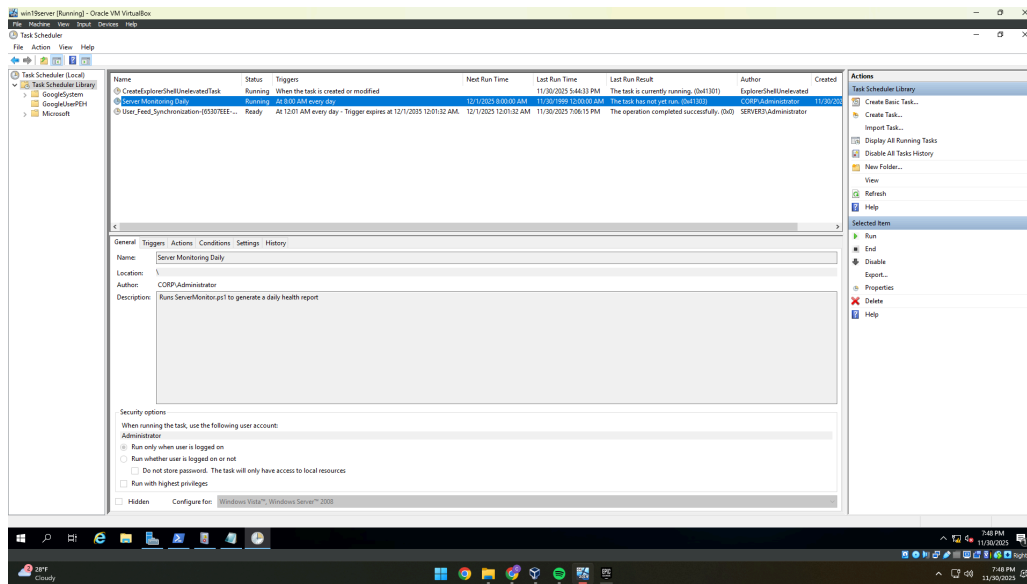 win19server [Running] - Oracle VM VirtualBox
File Machine View Input Devices Help
Task Scheduler
File Action View Help
Task Scheduler (Local)
Task Scheduler Library
GoogleSystem
GoogleUserPEH
Microsoft
Name Status Triggers Next Run Time Last Run Time Last Run Result Author Created
CreateExplorerShellUnelevatedTask Running When the task is created or modified 11/30/2025 5:44:33 PM The task is currently running. (0x41301) ExplorerShellUnelevated
Server Monitoring Daily Running At 8:00 AM every day 12/1/2025 8:00:00 AM 11/30/1999 12:00:00 AM The task has not yet run. (0x41303) CORP\Administrator 11/30/202
User_Feed_Synchronization-{65307EEE-... Ready At 12:01 AM every day - Trigger expires at 12/1/2035 12:01:32 AM. 12/1/2025 12:01:32 AM 11/30/2025 7:06:15 PM The operation completed successfully. (0x0) SERVER3\Administrator
General Triggers Actions Conditions Settings History
Name: Server Monitoring Daily
Location: \
Author: CORP\Administrator
Description: Runs ServerMonitor.ps1 to generate a daily health report
Security options
When running the task, use the following user account:
Administrator
Run only when user is logged on
Run whether user is logged on or not
Do not store password. The task will only have access to local resources
Run with highest privileges
Hidden Configure for: Windows Vista™, Windows Server™ 2008
Actions
Task Scheduler Library
Create Basic Task...
Create Task...
Import Task...
Display All Running Tasks
Disable All Tasks History
New Folder...
View
Refresh
Help
Selected Item
Run
End
Disable
Export...
Properties
Delete
Help
7:48 PM
11/30/2025
Right
28°F
Cloudy
7:48 PM
11/30/2025